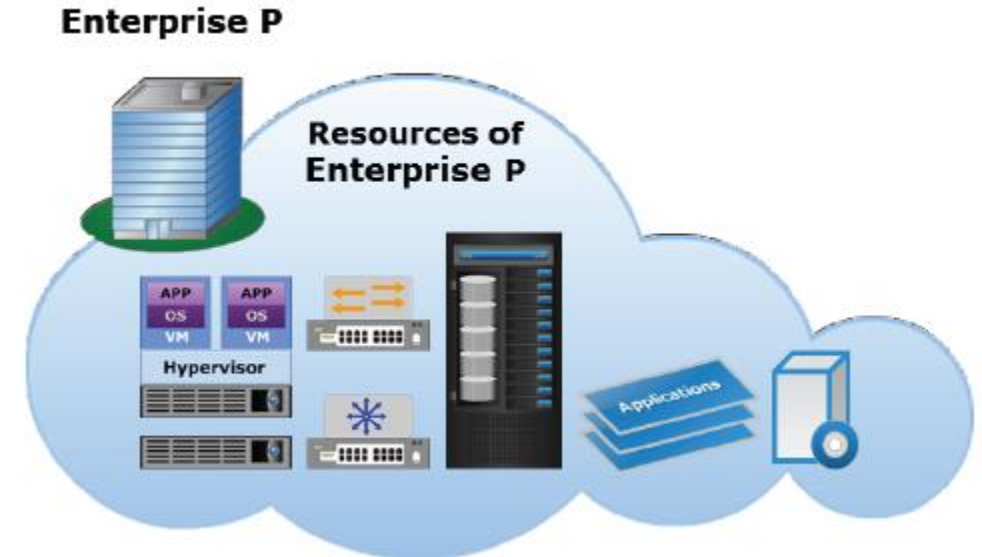 Enterprise P
Resources of
Enterprise P
APP
OS
VM
APP
OS
VM
Hypervisor
Applications